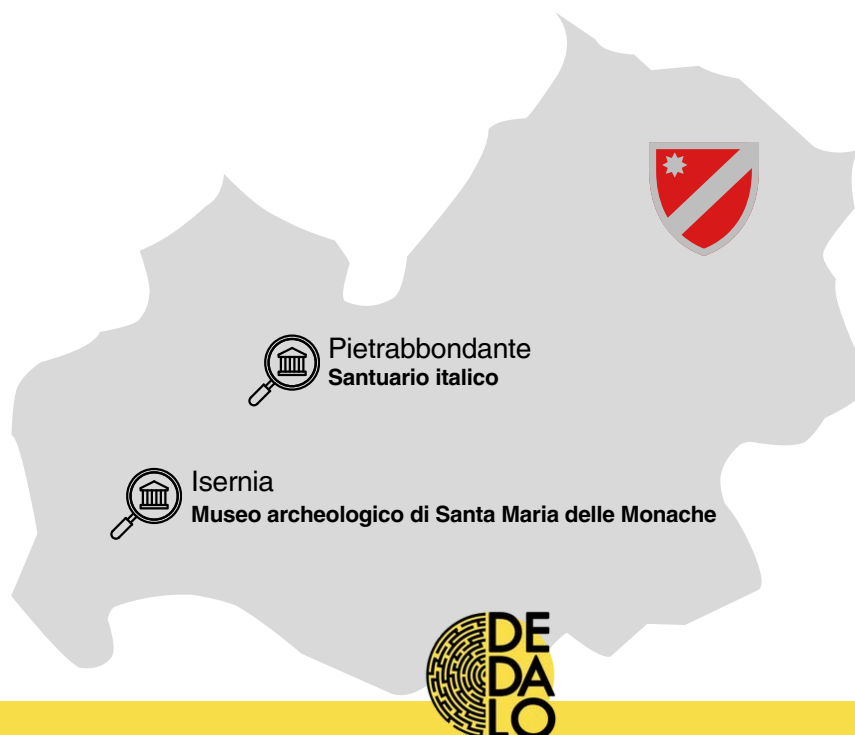 Pietrabbondante
Santuario italico
Isernia
Museo archeologico di Santa Maria delle Monache
DE
DA
LO